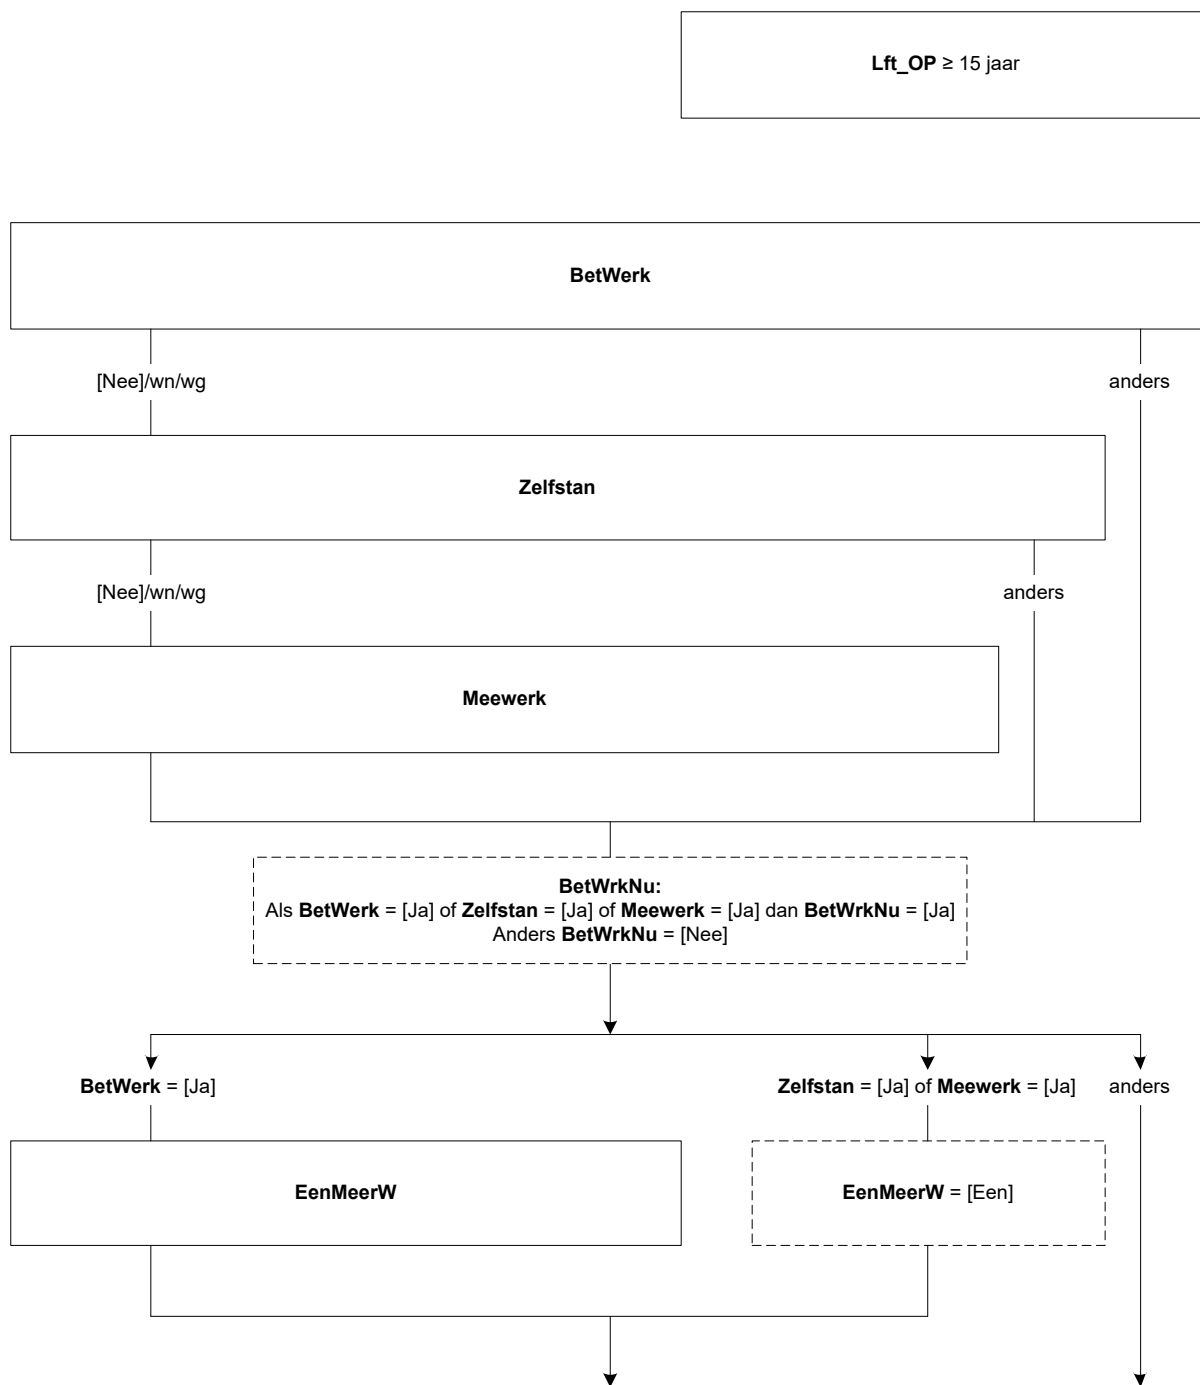 Lft_OP ≥ 15 jaar
BetWerk
[Nee]/wn/wg
anders
Zelfstan
[Nee]/wn/wg
anders
Meewerk
BetWrkNu:
Als BetWerk = [Ja] of Zelfstan = [Ja] of Meewerk = [Ja] dan BetWrkNu = [Ja]
Anders BetWrkNu = [Nee]
BetWerk = [Ja]
Zelfstan = [Ja] of Meewerk = [Ja]
anders
EenMeerW
EenMeerW = [Een]